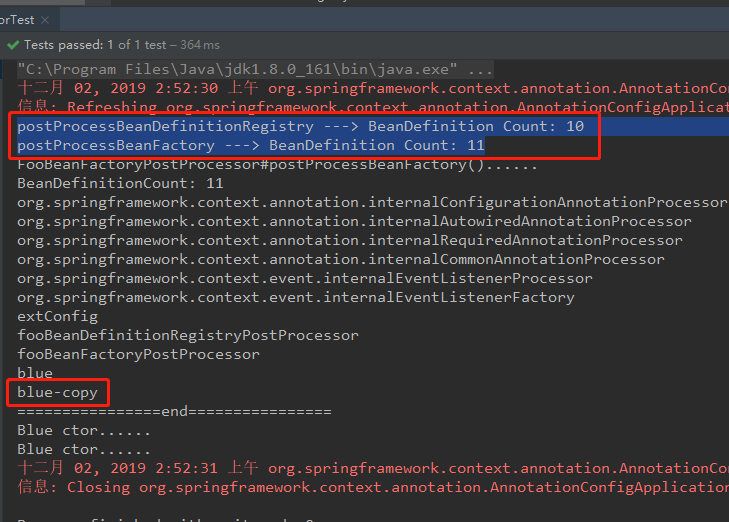 orTest ×
Tests passed: 1 of 1 test – 364 ms
"C:\Program Files\Java\jdk1.8.0_161\bin\java.exe" ...
十二月 02, 2019 2:52:30 上午 org.springframework.context.annotation.AnnotationCo
信息: Refreshing org.springframework.context.annotation.AnnotationConfigApplicat
postProcessBeanDefinitionRegistry ---> BeanDefinition Count: 10
postProcessBeanFactory ---> BeanDefinition Count: 11
FooBeanFactoryPostProcessor#postProcessBeanFactory()......
BeanDefinitionCount: 11
org.springframework.context.annotation.internalConfigurationAnnotationProcessor
org.springframework.context.annotation.internalAutowiredAnnotationProcessor
org.springframework.context.annotation.internalRequiredAnnotationProcessor
org.springframework.context.annotation.internalCommonAnnotationProcessor
org.springframework.context.event.internalEventListenerProcessor
org.springframework.context.event.internalEventListenerFactory
extConfig
fooBeanDefinitionRegistryPostProcessor
fooBeanFactoryPostProcessor
blue
blue-copy
================end================
Blue ctor......
Blue ctor......
十二月 02, 2019 2:52:31 上午 org.springframework.context.annotation.AnnotationCo
信息: Closing org.springframework.context.annotation.AnnotationConfigApplication